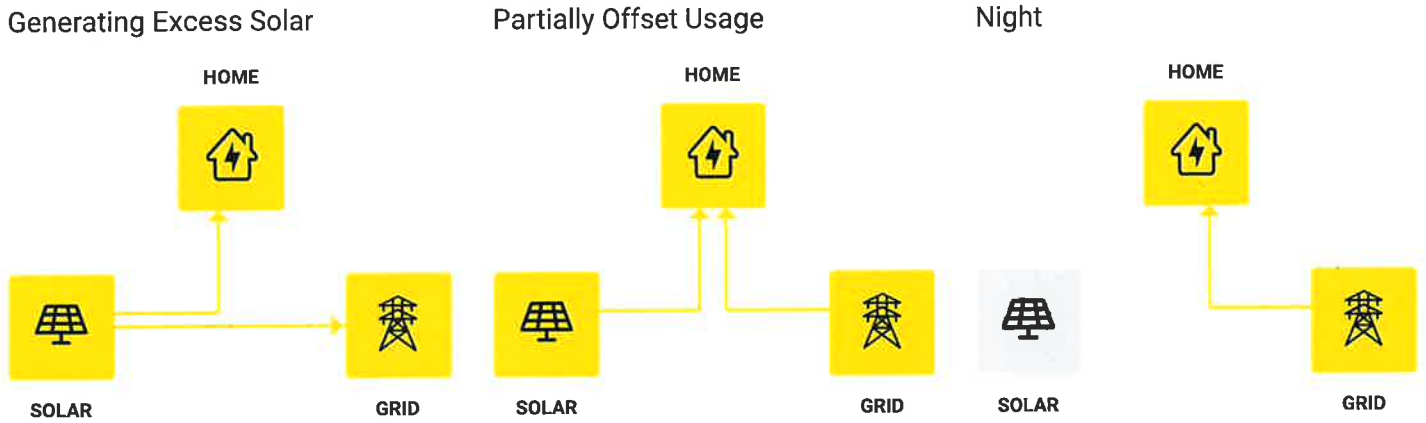 Generating Excess Solar
HOME
SOLAR
GRID
Partially Offset Usage
HOME
SOLAR
GRID
Night
HOME
SOLAR
GRID